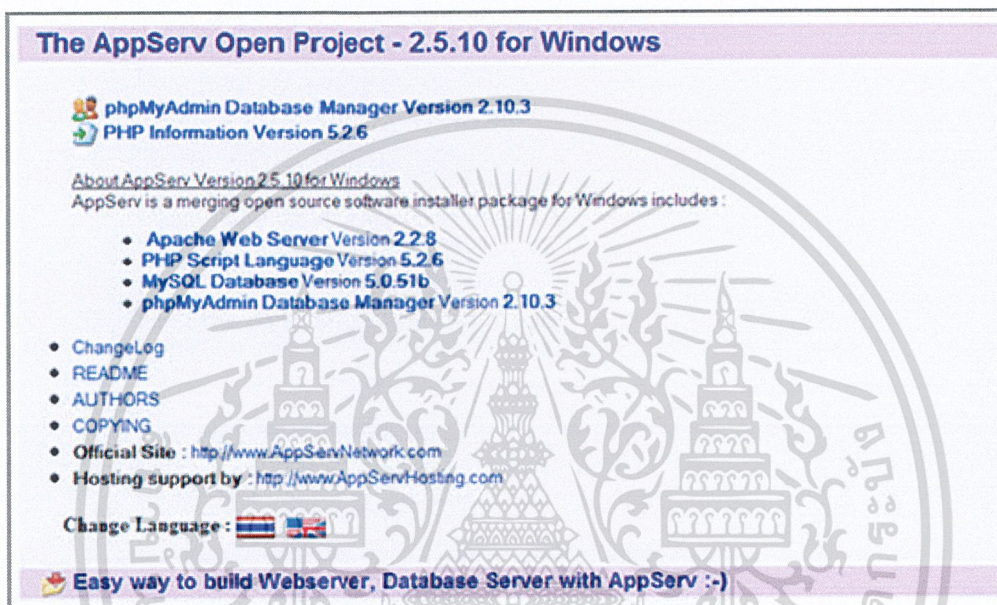 The AppServ Open Project - 2.5.10 for Windows
phpMyAdmin Database Manager Version 2.10.3
PHP Information Version 5.2.6
About AppServ Version 2.5.10 for Windows
AppServ is a merging open source software installer package for Windows includes :
Apache Web Server Version 2.2.8
PHP Script Language Version 5.2.6
MySQL Database Version 5.0.51b
phpMyAdmin Database Manager Version 2.10.3
ChangeLog
README
AUTHORS
COPYING
Official Site : http://www.AppServNetwork.com
Hosting support by : http://www.AppServHosting.com
Change Language :
Easy way to build Webserver, Database Server with AppServ :-)